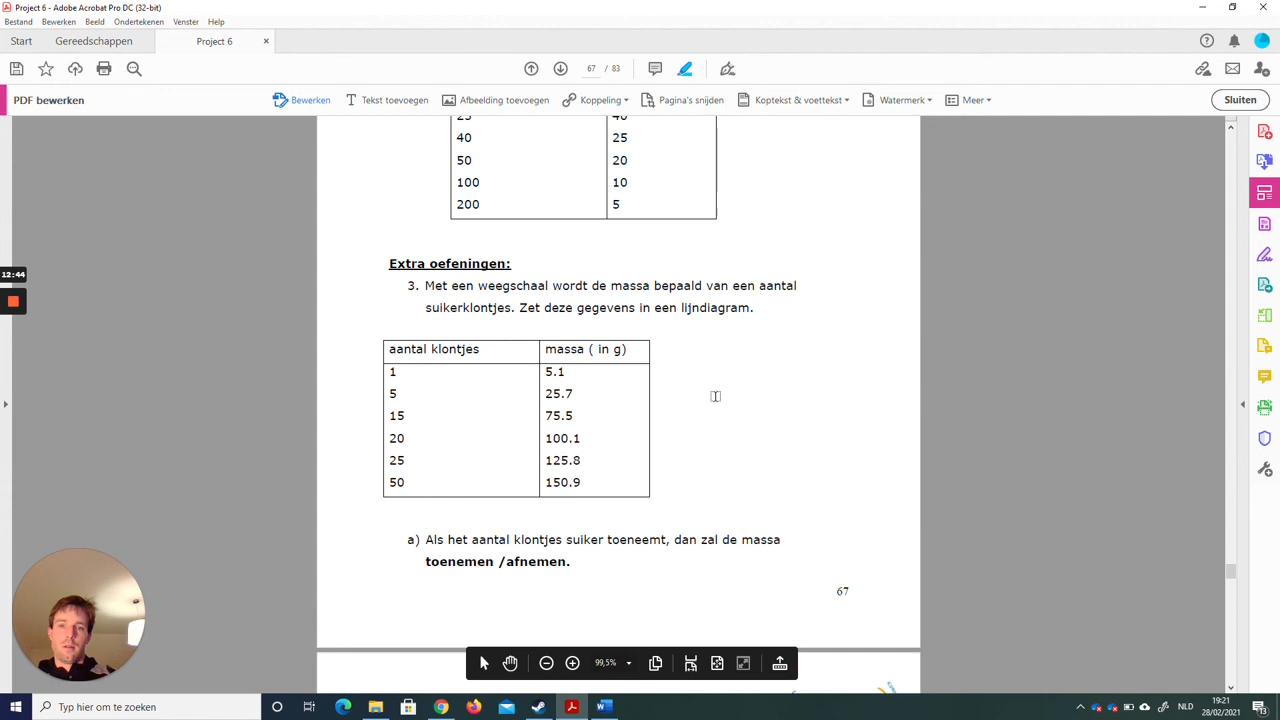 Project 6 - Adobe Acrobat Pro DC (32-bit)
Bestand Bewerken Beeld Ondertekenen Venster Help
Start Gereedschappen Project 6 ×
67 / 83
PDF bewerken Bewerken Tekst toevoegen Afbeelding toevoegen Koppeling Pagina's snijden Koptekst & voettekst Watermerk Meer Sluiten
25 40
40 25
50 20
100 10
200 5
Extra oefeningen:
3. Met een weegschaal wordt de massa bepaald van een aantal
suikerklontjes. Zet deze gegevens in een lijndiagram.
aantal klontjes massa ( in g)
1 5.1
5 25.7
15 75.5
20 100.1
25 125.8
50 150.9
a) Als het aantal klontjes suiker toeneemt, dan zal de massa
toenemen /afnemen.
67
12:44
99,5%
Typ hier om te zoeken
NLD
19:21
28/02/2021
13